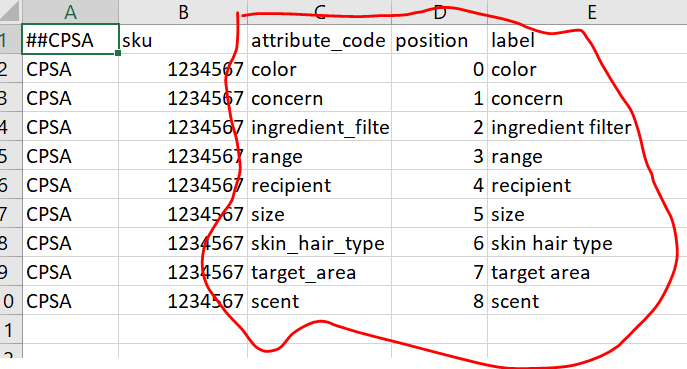 A B C D E
1 ##CPSA sku attribute_code position label
2 CPSA 1234567 color 0 color
3 CPSA 1234567 concern 1 concern
4 CPSA 1234567 ingredient_filte 2 ingredient filter
5 CPSA 1234567 range 3 range
6 CPSA 1234567 recipient 4 recipient
7 CPSA 1234567 size 5 size
8 CPSA 1234567 skin_hair_type 6 skin hair type
9 CPSA 1234567 target_area 7 target area
0 CPSA 1234567 scent 8 scent
1
2